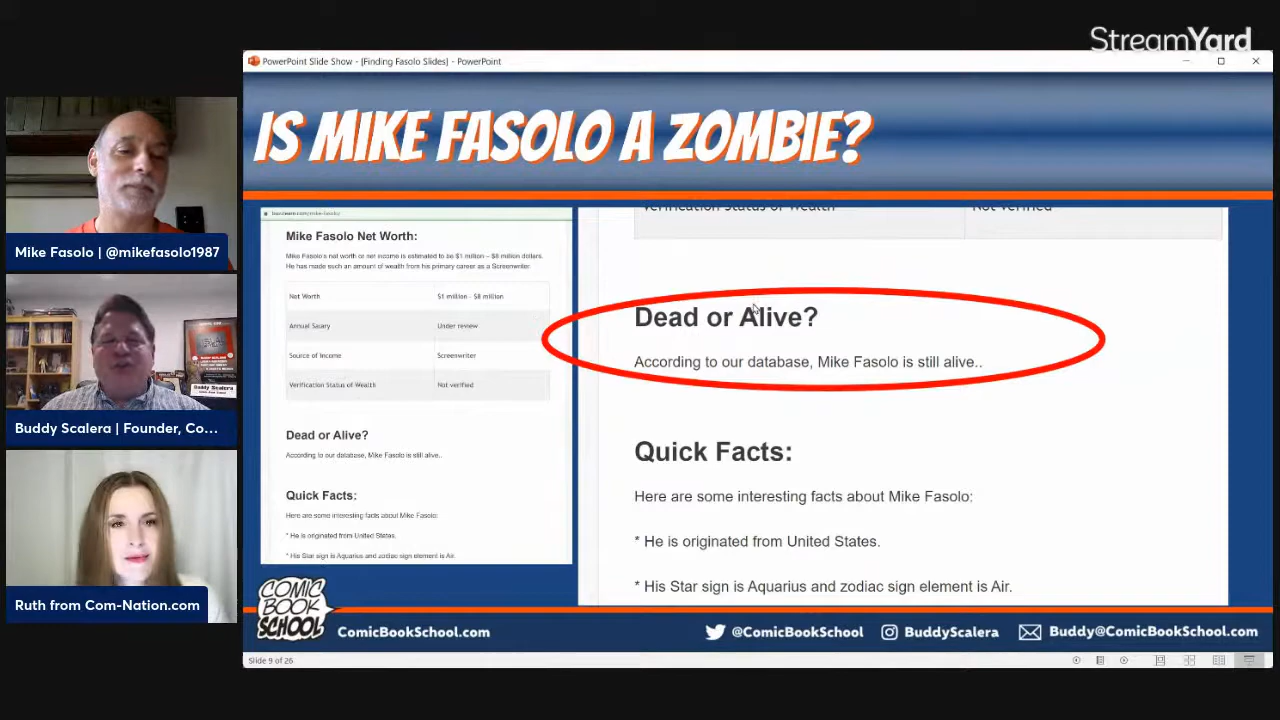 StreamYard
PowerPoint Slide Show - [Finding Fasolo Slides] - PowerPoint
IS MIKE FASOLO A ZOMBIE?
Mike Fasolo | @mikefasolo1987
Buddy Scalera | Founder, Co...
Ruth from Com-Nation.com
Mike Fasolo Net Worth:
Mike Fasolo's net worth or net income is estimated to be $1 million – $8 million dollars.
He has made such an amount of wealth from his primary career as a Screenwriter.
Net Worth $1 million - $8 million
Annual Salary Under review
Source of Income Screenwriter
Verification Status of Wealth Not verified
Dead or Alive?
According to our database, Mike Fasolo is still alive..
Quick Facts:
Here are some interesting facts about Mike Fasolo:
* He is originated from United States.
* His Star sign is Aquarius and zodiac sign element is Air.
Verification Status of Wealth Not verified
Dead or Alive?
According to our database, Mike Fasolo is still alive..
Quick Facts:
Here are some interesting facts about Mike Fasolo:
* He is originated from United States.
* His Star sign is Aquarius and zodiac sign element is Air.
COMIC
BOOK
SCHOOL
ComicBookSchool.com
@ComicBookSchool
BuddyScalera
Buddy@ComicBookSchool.com
Slide 9 of 26
Buddy Scalera